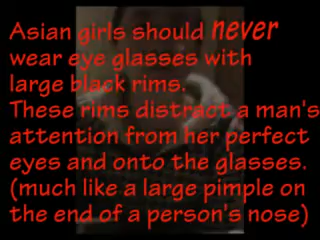 Asian girls should never
wear eye glasses with
large black rims.
These rims distract a man's
attention from her perfect
eyes and onto the glasses.
(much like a large pimple on
the end of a person's nose)